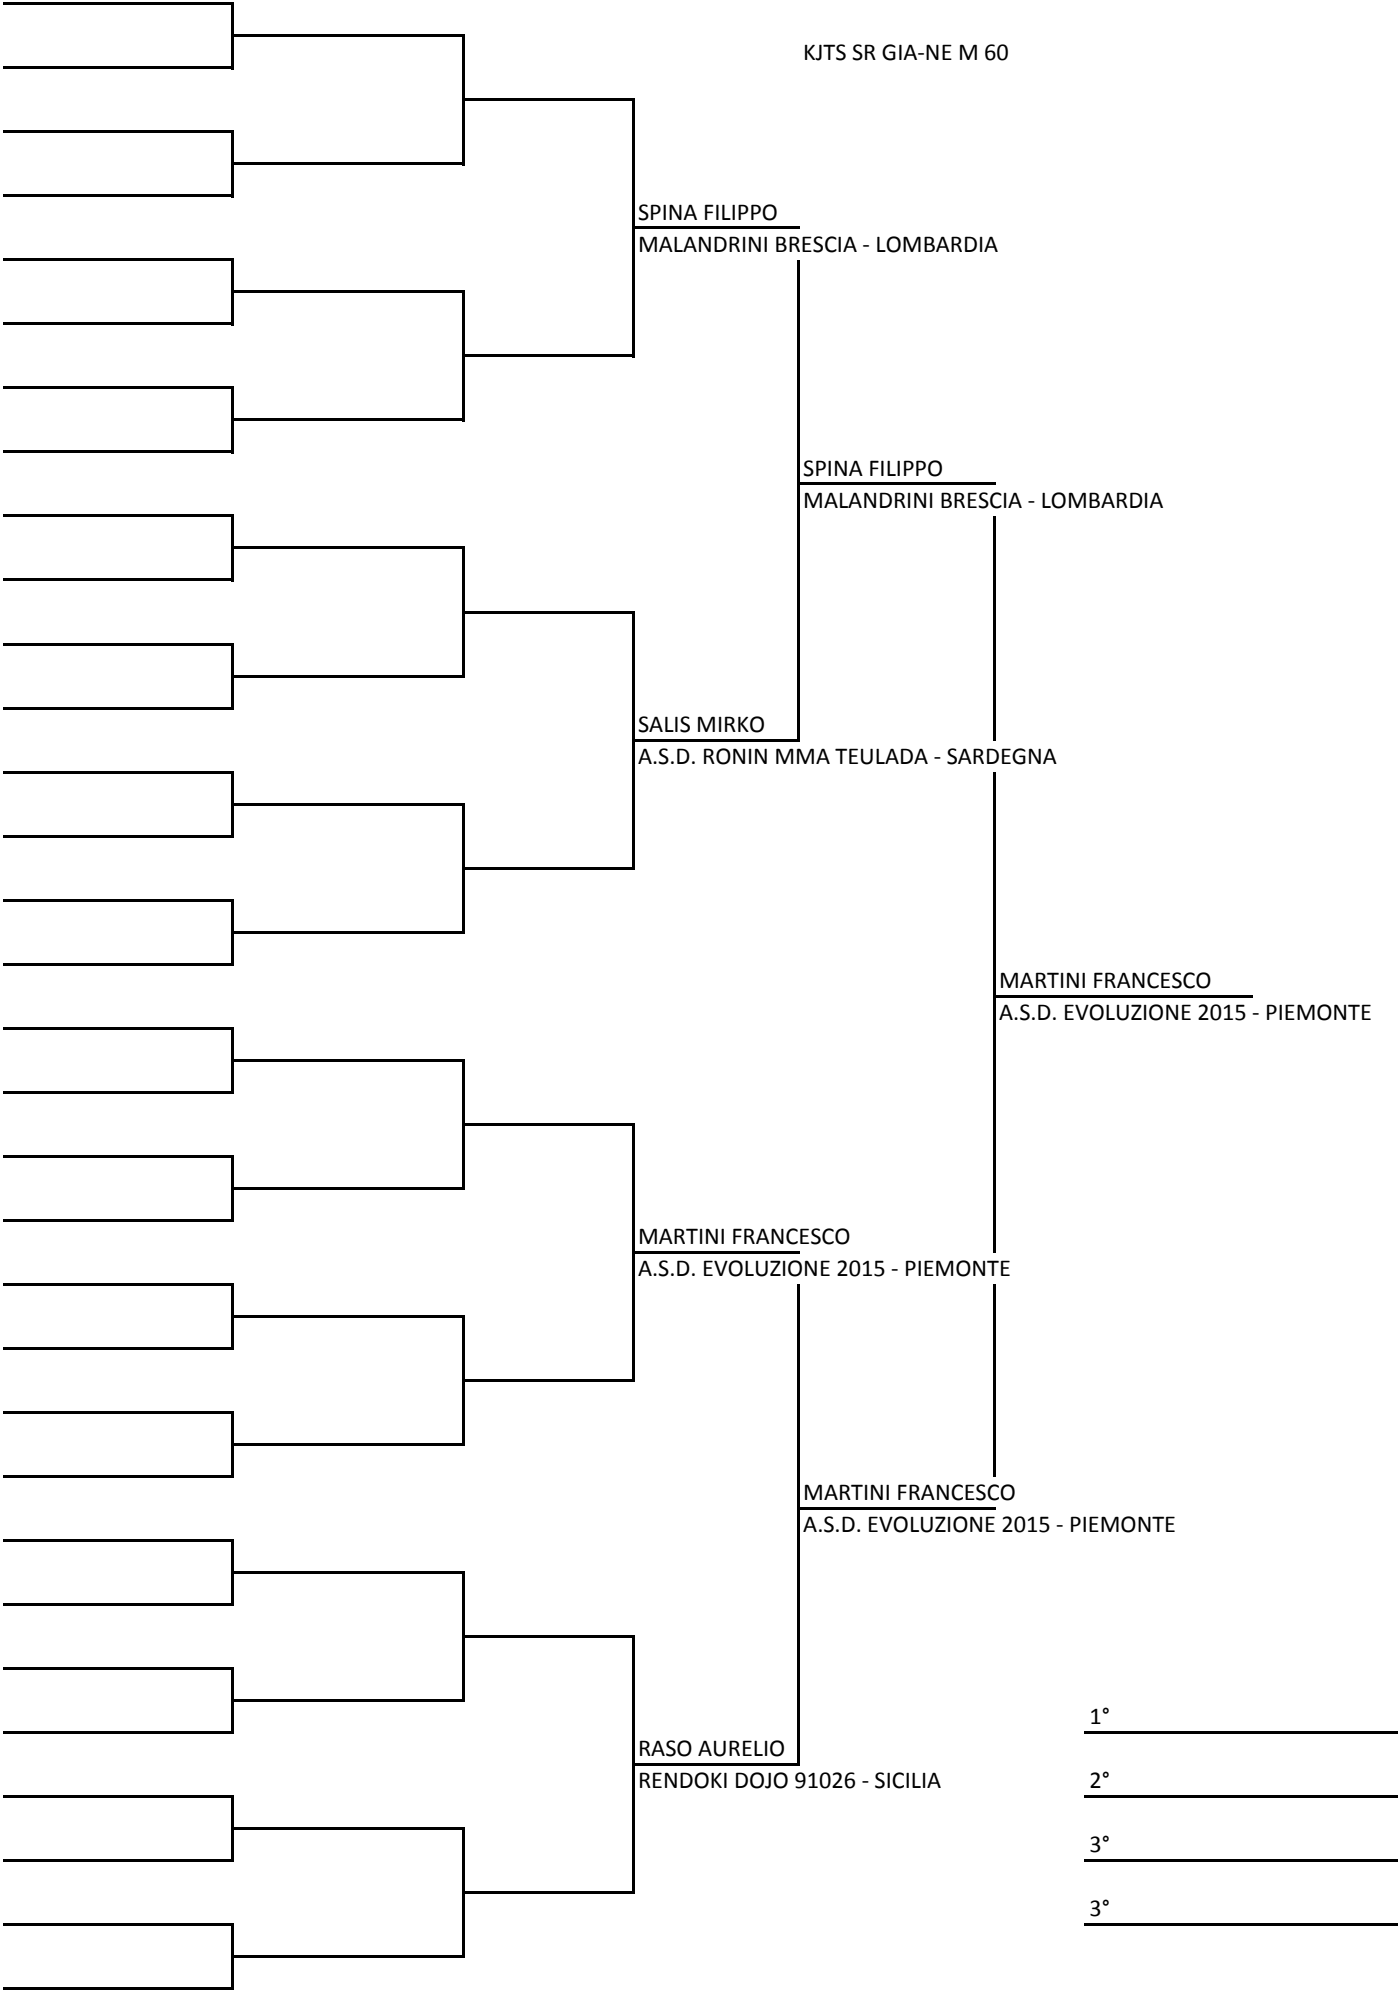 KJTS SR GIA-NE M 60
SPINA FILIPPO
MALANDRINI BRESCIA - LOMBARDIA
SPINA FILIPPO
MALANDRINI BRESCIA - LOMBARDIA
SALIS MIRKO
A.S.D. RONIN MMA TEULADA - SARDEGNA
MARTINI FRANCESCO
A.S.D. EVOLUZIONE 2015 - PIEMONTE
MARTINI FRANCESCO
A.S.D. EVOLUZIONE 2015 - PIEMONTE
MARTINI FRANCESCO
A.S.D. EVOLUZIONE 2015 - PIEMONTE
1°
RASO AURELIO
RENDOKI DOJO 91026 - SICILIA
2°
3°
3°